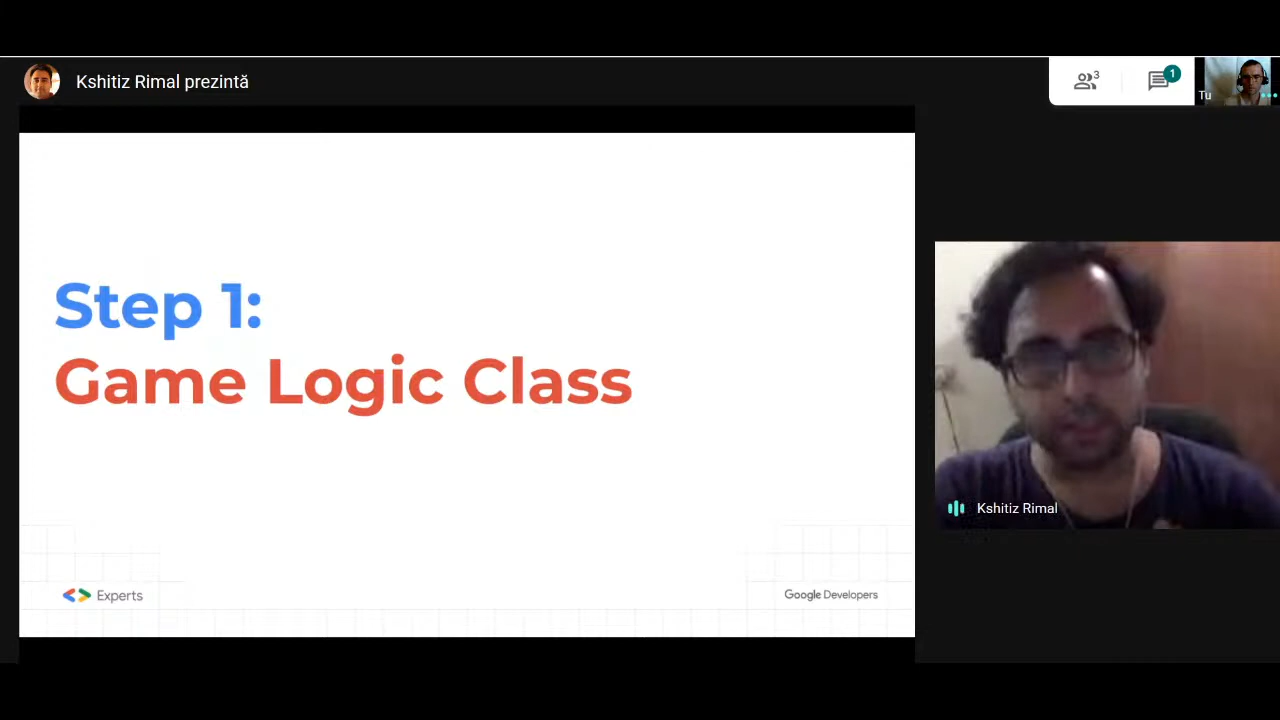 Kshitiz Rimal prezintă
3
1
Tu
Step 1:
Game Logic Class
Kshitiz Rimal
Experts
Google Developers